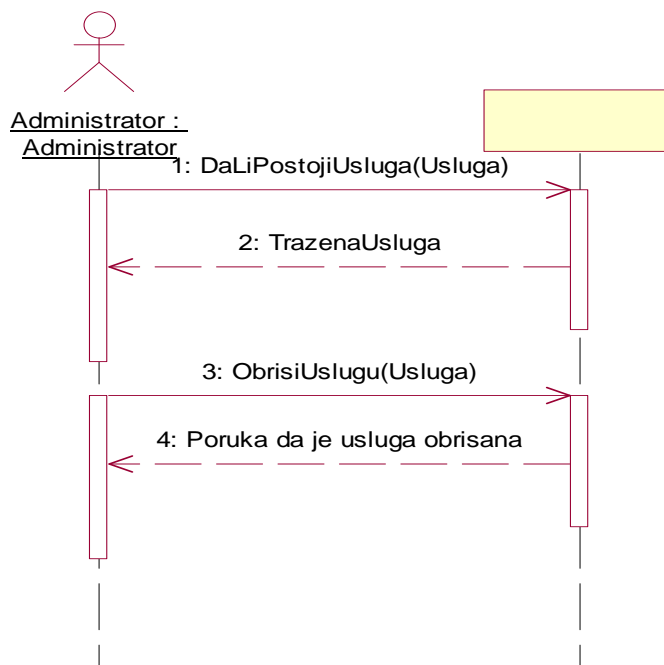 Administrator :
Administrator
1: DaLiPostojiUsluga(Usluga)
2: TrazenaUsluga
3: ObrisiUslugu(Usluga)
4: Poruka da je usluga obrisana